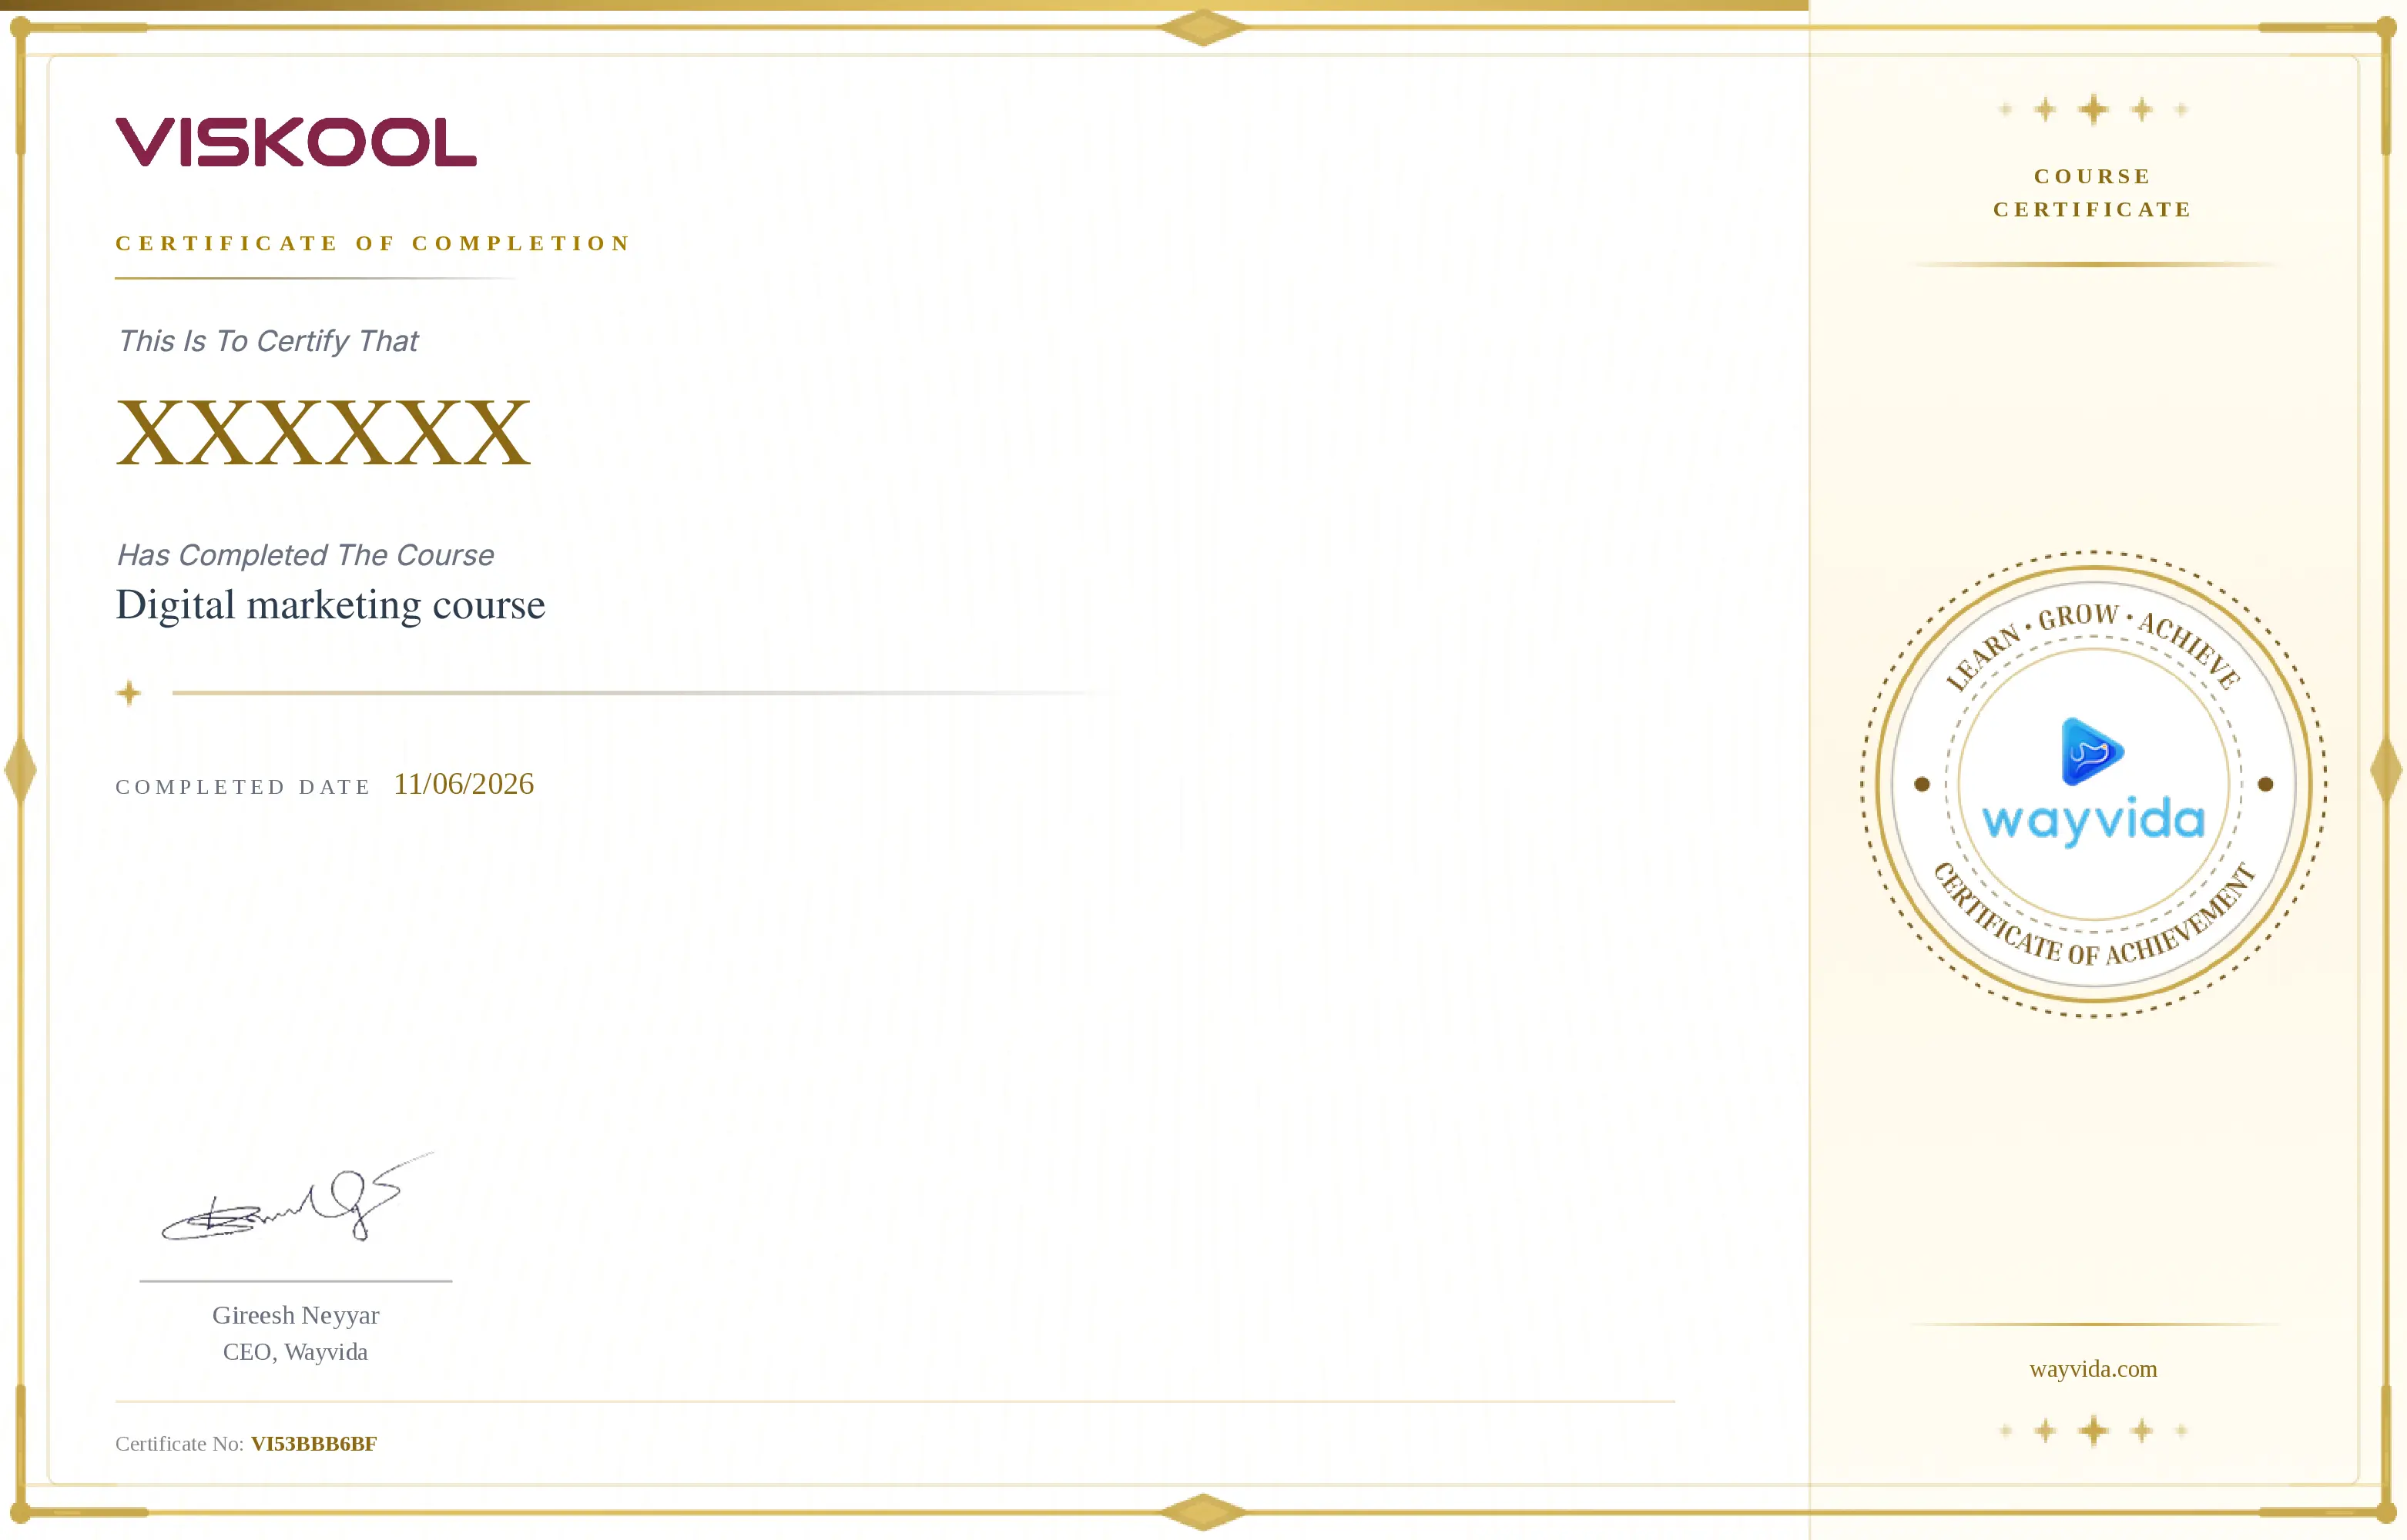 VISKOOL
CERTIFICATE OF COMPLETION
This Is To Certify That
XXXXXX
Has Completed The Course
Digital marketing course
COMPLETED DATE 11/06/2026
Gireesh Neyyar
CEO, Wayvida
Certificate No: VI53BBB6BF
COURSE
CERTIFICATE
LEARN • GROW • ACHIEVE
wayvida
CERTIFICATE OF ACHIEVEMENT
wayvida.com